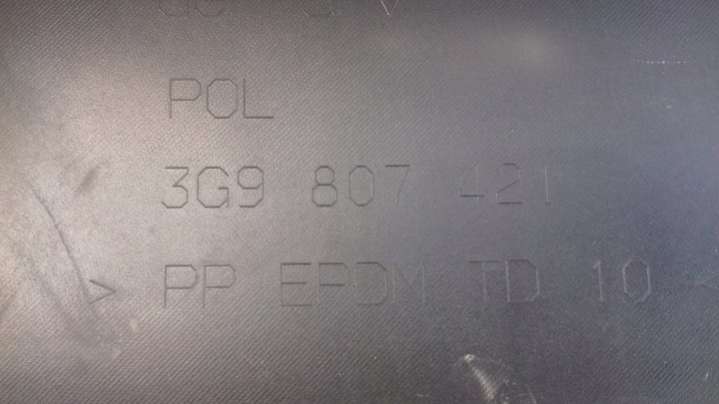 POL
3G9 807 421
> PP EPDM TD 10 <